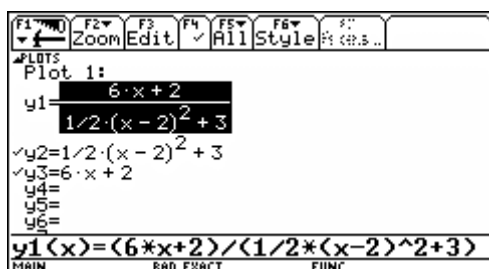 F1 F2 F3 F4 F5 F6
Zoom Edit ✓ All Style
PLOTS
Plot 1:
y1=(6·x + 2)/(1/2·(x − 2)² + 3)
✓y2=1/2·(x − 2)² + 3
✓y3=6·x + 2
y4=
y5=
y6=
y1(x)=(6*x+2)/(1/2*(x-2)^2+3)
MAIN RAD EXACT FUNC